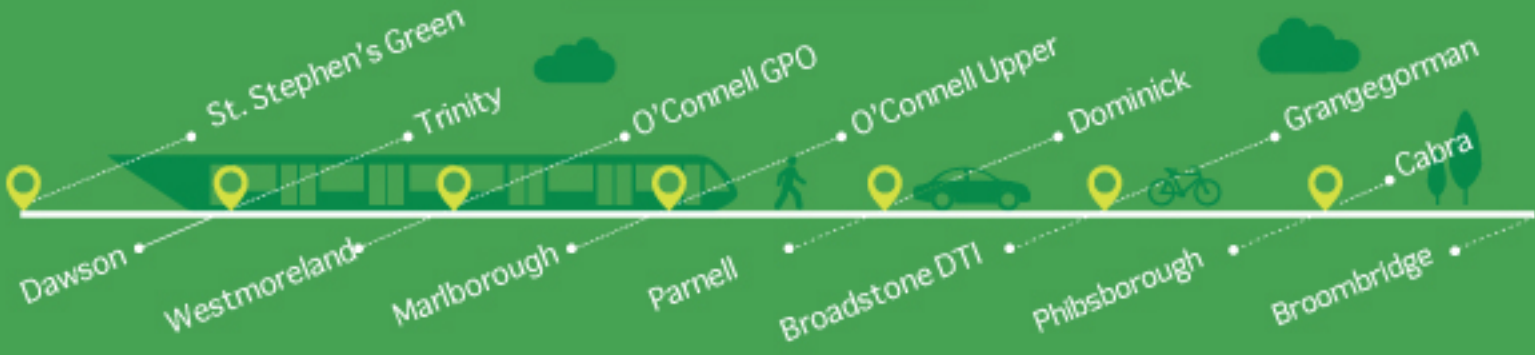 St. Stephen's Green
Dawson
Trinity
Westmoreland
O'Connell GPO
Marlborough
O'Connell Upper
Parnell
Dominick
Broadstone DTI
Grangegorman
Phibsborough
Cabra
Broombridge